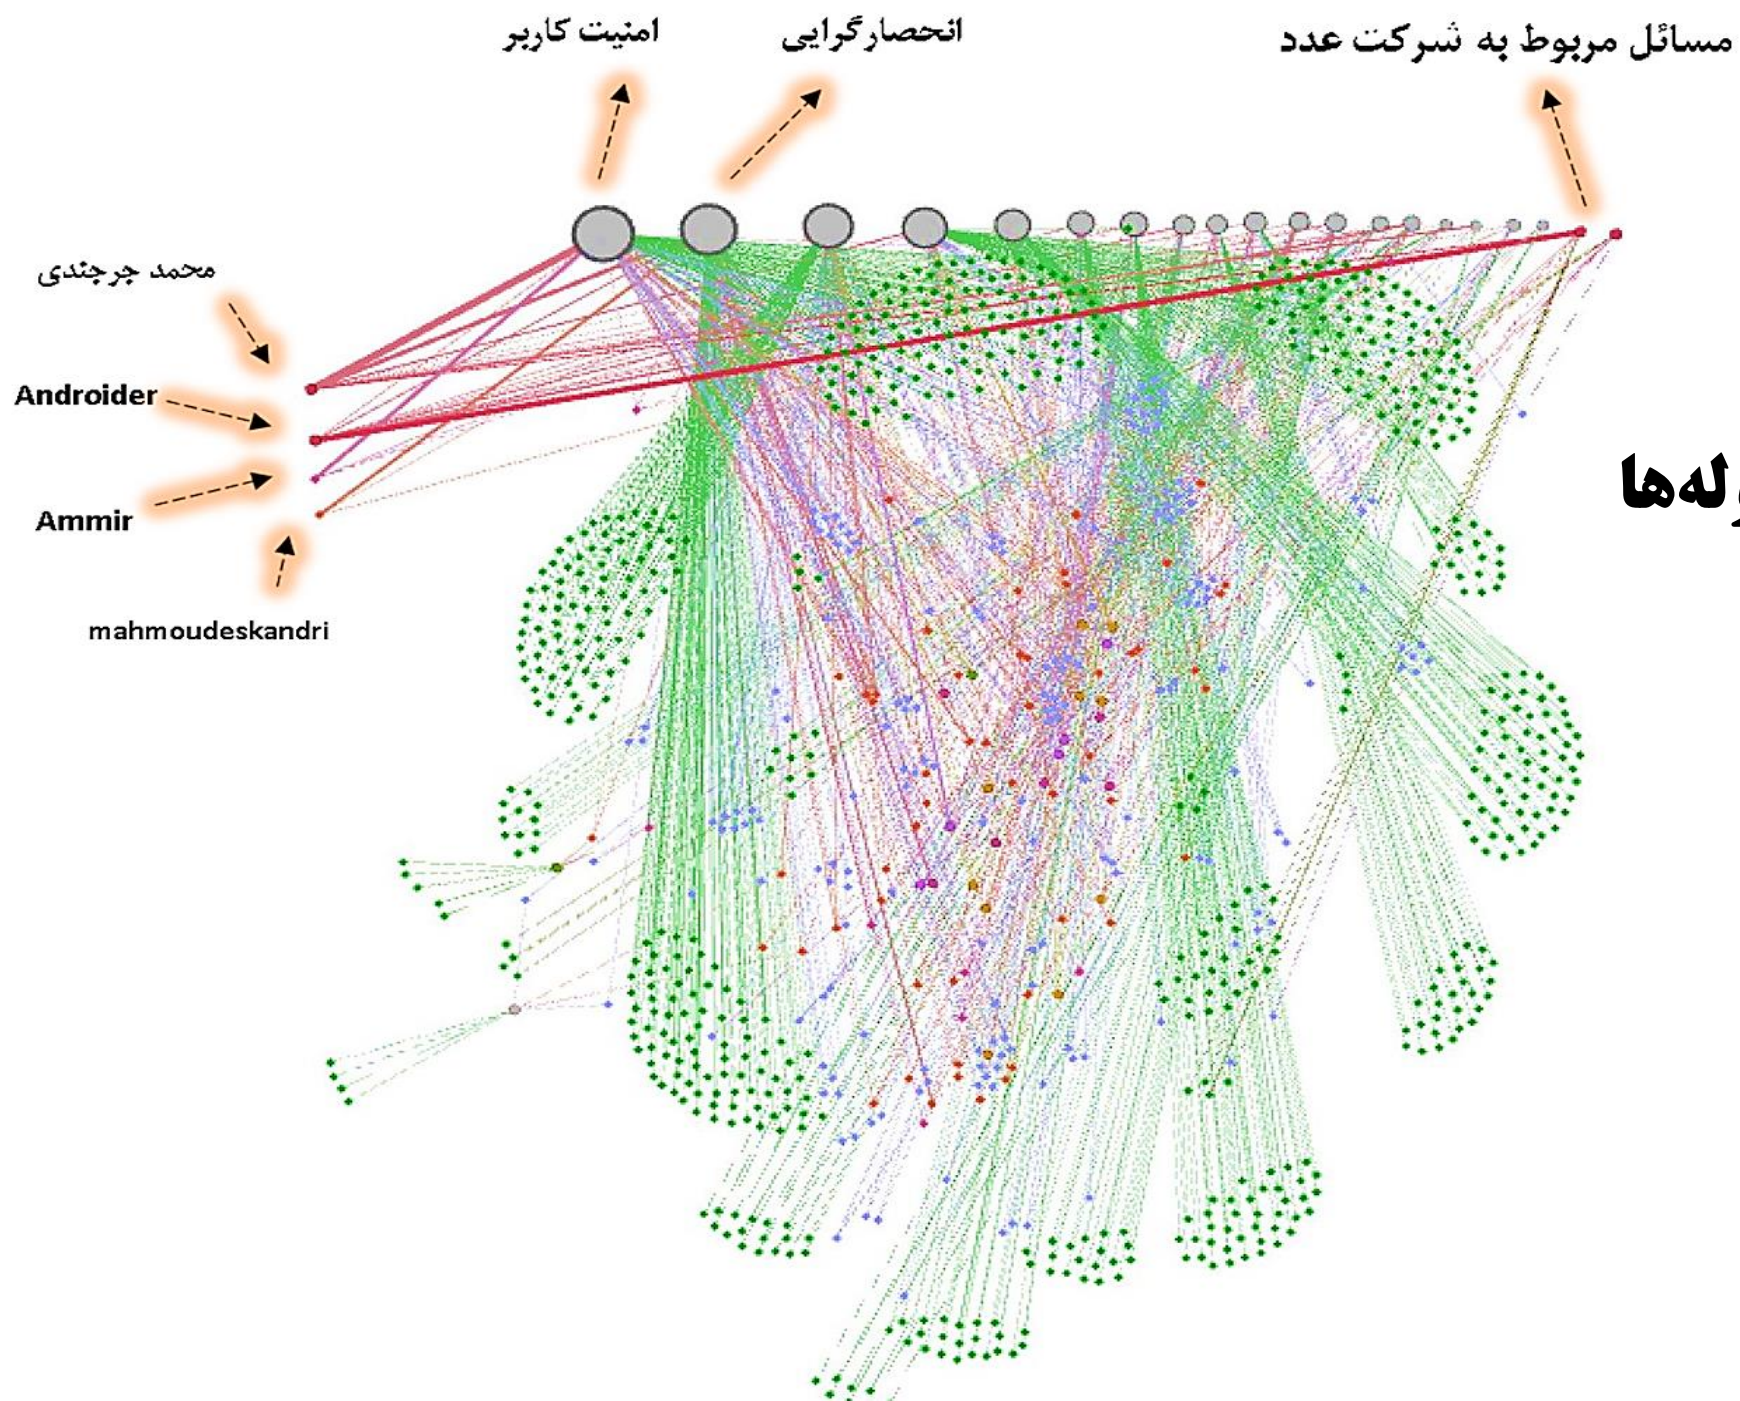 مسائل مربوط به شرکت عدد
انحصارگرایی
امنیت کاربر
محمد جرجندی
Androider
Ammir
mahmoudeskandri